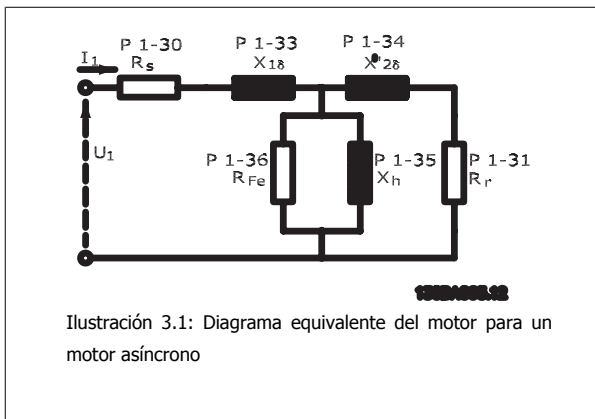 P 1-30 P 1-33 P 1-34
I1 Rs X1δ X'2δ
U1
P 1-36 P 1-35 P 1-31
RFe Xh Rr
Ilustración 3.1: Diagrama equivalente del motor para un
motor asíncrono